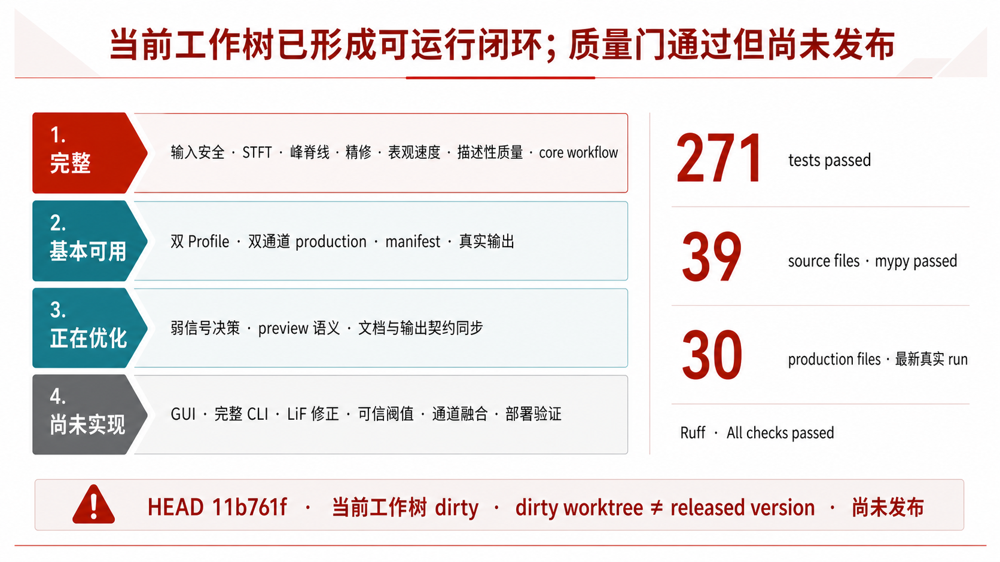 当前工作树已形成可运行闭环；质量门通过但尚未发布
1.
完整
输入安全 · STFT · 峰脊线 · 精修 · 表观速度 · 描述性质量 · core workflow
2.
基本可用
双 Profile · 双通道 production · manifest · 真实输出
3.
正在优化
弱信号决策 · preview 语义 · 文档与输出契约同步
4.
尚未实现
GUI · 完整 CLI · LiF 修正 · 可信阀值 · 通道融合 · 部署验证
271 tests passed
39 source files · mypy passed
30 production files · 最新真实 run
Ruff · All checks passed
HEAD 11b761f · 当前工作树 dirty · dirty worktree ≠ released version · 尚未发布